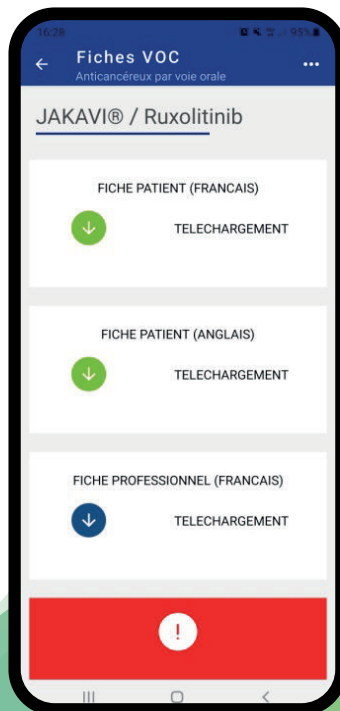 16:28
95%
Fiches VOC
Anticancéreux par voie orale
JAKAVI® / Ruxolitinib
FICHE PATIENT (FRANCAIS)
TELECHARGEMENT
FICHE PATIENT (ANGLAIS)
TELECHARGEMENT
FICHE PROFESSIONNEL (FRANCAIS)
TELECHARGEMENT
!